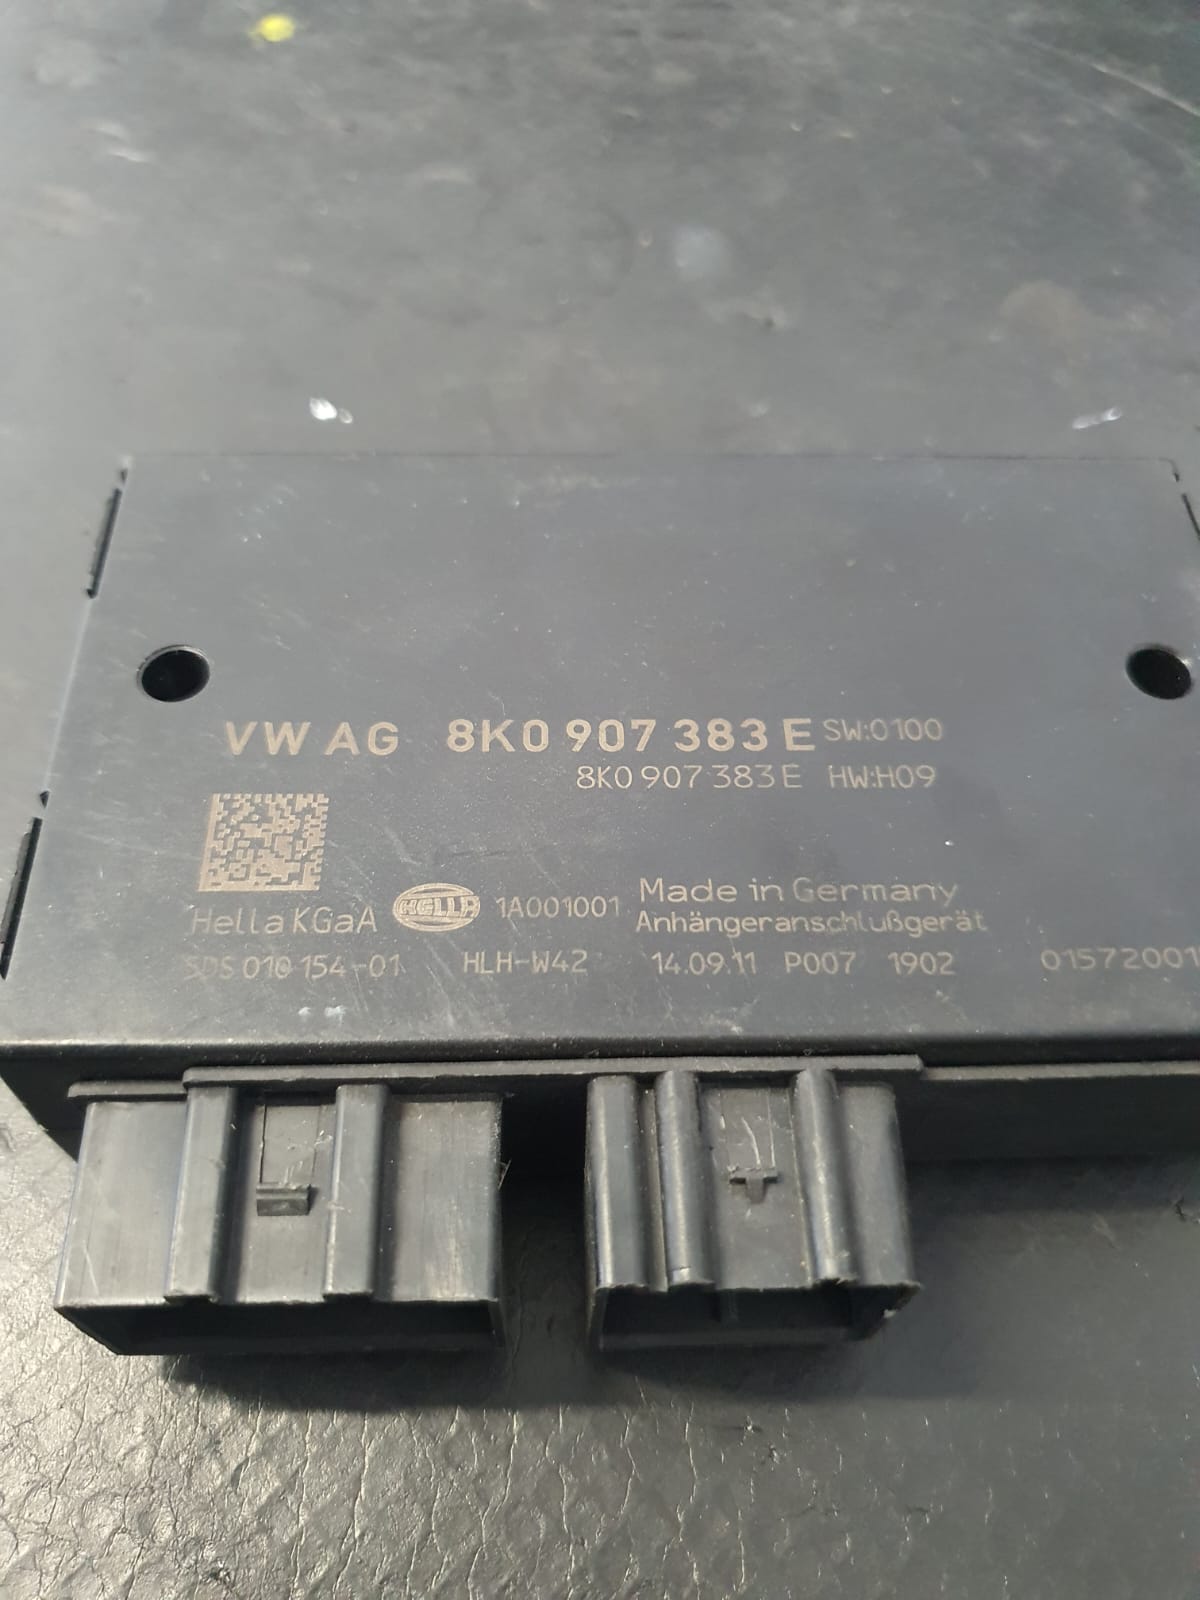 VW AG 8K0 907 383 E SW:0100
8K0 907 383 E HW:H09
Hella KGaA HELLA 1A001001 Made in Germany
Anhängeranschlußgerät
5DS 010 154-01 HLH-W42 14.09.11 P007 1902 01572001